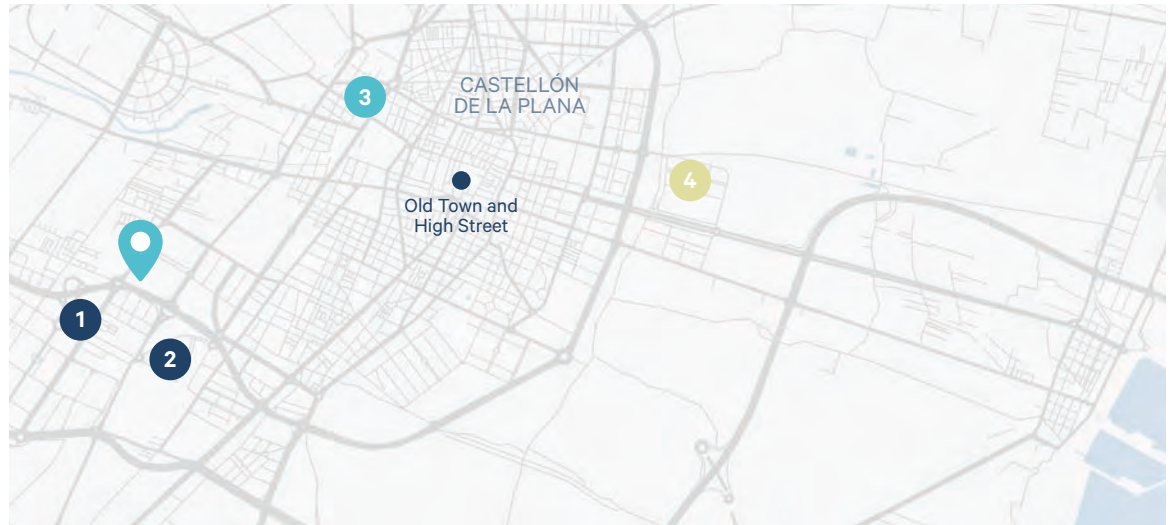 CASTELLÓN
DE LA PLANA
3
4
Old Town and
High Street
1
2